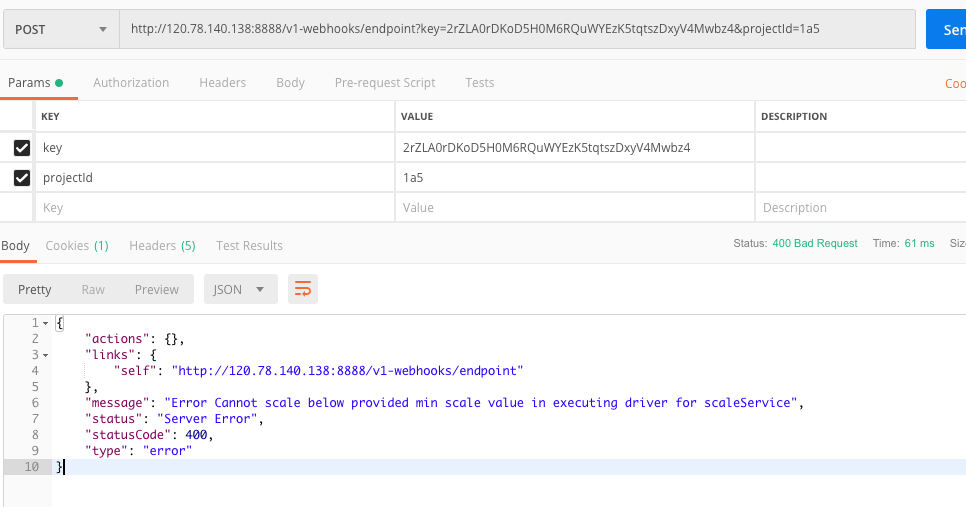 POST http://120.78.140.138:8888/v1-webhooks/endpoint?key=2rZLA0rDKoD5H0M6RQuWYEzK5tqtszDxyV4Mwbz4&projectId=1a5 Sen
Params Authorization Headers Body Pre-request Script Tests Coo
KEY VALUE DESCRIPTION
key 2rZLA0rDKoD5H0M6RQuWYEzK5tqtszDxyV4Mwbz4
projectId 1a5
Key Value Description
Body Cookies (1) Headers (5) Test Results Status: 400 Bad Request Time: 61 ms Siz
Pretty Raw Preview JSON
1 {
2 "actions": {},
3 "links": {
4 "self": "http://120.78.140.138:8888/v1-webhooks/endpoint"
5 },
6 "message": "Error Cannot scale below provided min scale value in executing driver for scaleService",
7 "status": "Server Error",
8 "statusCode": 400,
9 "type": "error"
10 }